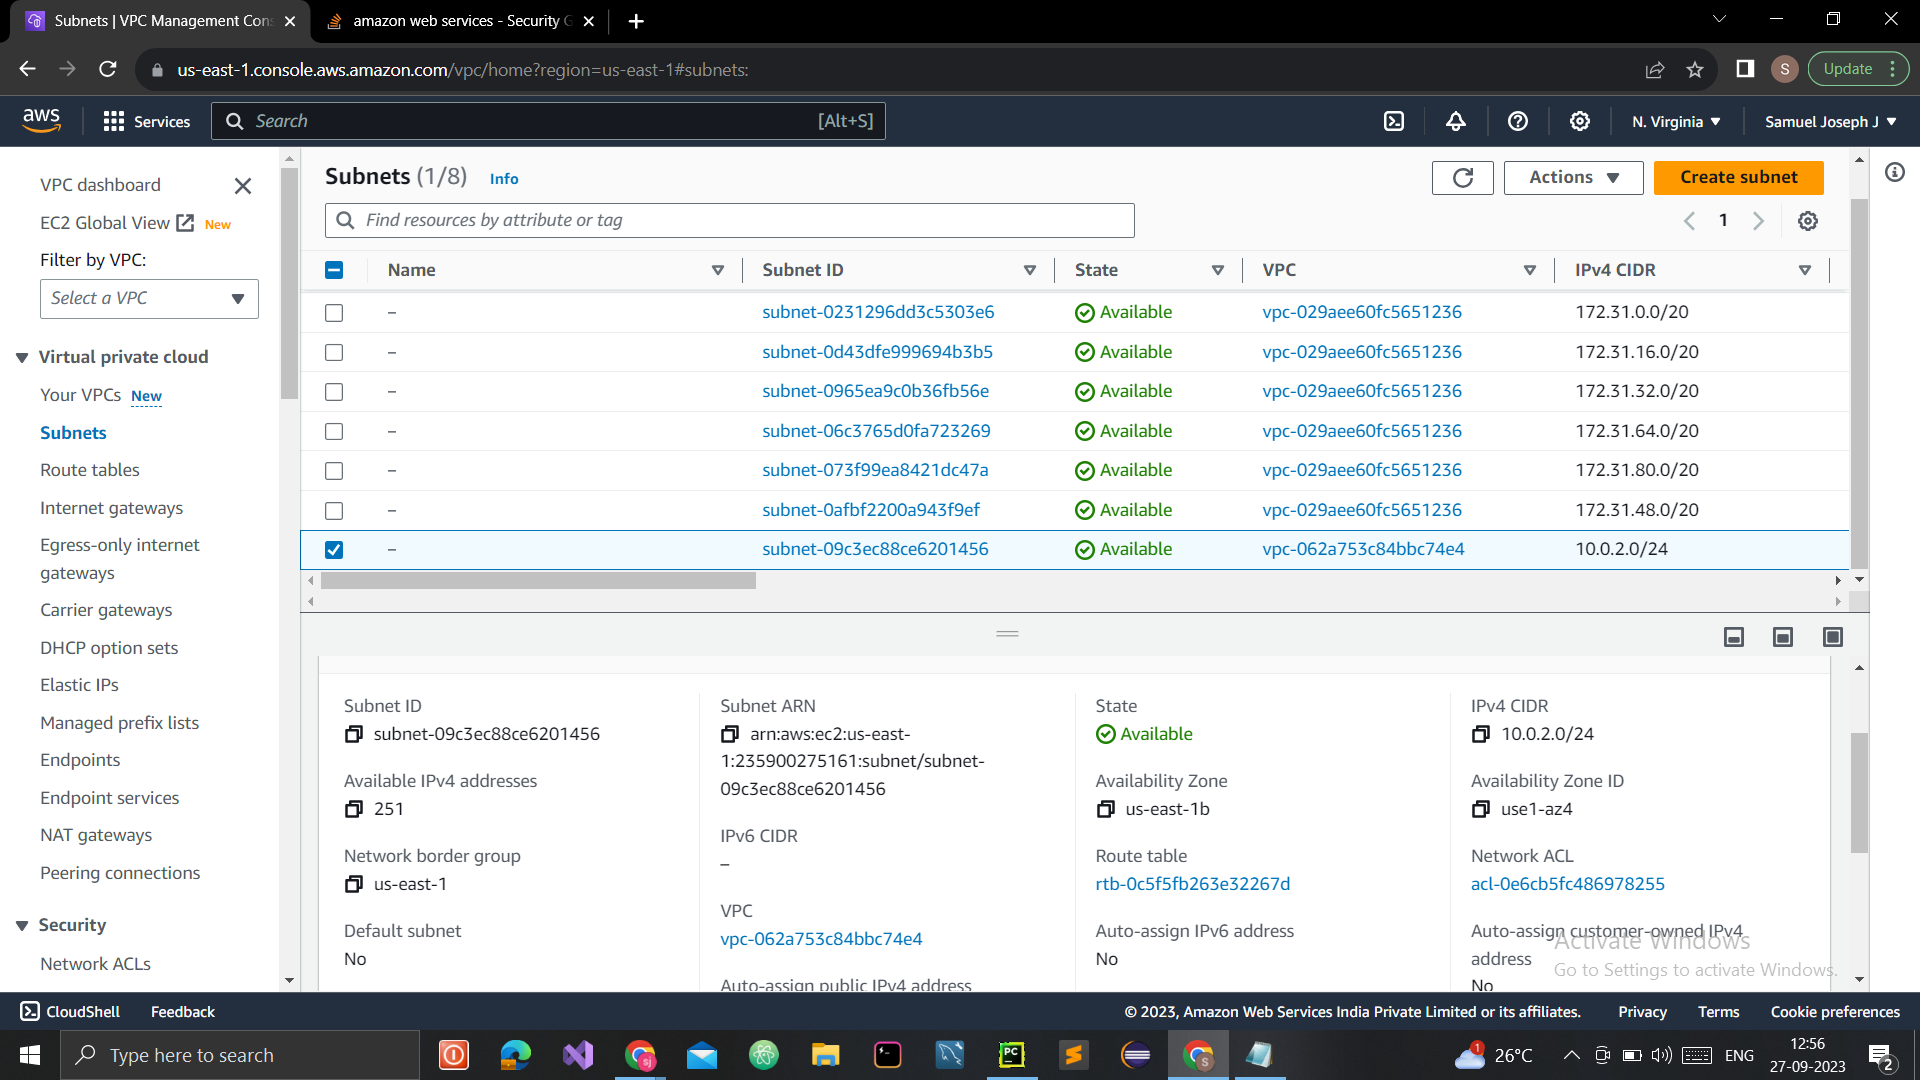 Subnets | VPC Management Con
amazon web services - Security G
us-east-1.console.aws.amazon.com/vpc/home?region=us-east-1#subnets:
S
Update
aws
Services
Search
[Alt+S]
N. Virginia
Samuel Joseph J
VPC dashboard
EC2 Global View New
Filter by VPC:
Select a VPC
Virtual private cloud
Your VPCs New
Subnets
Route tables
Internet gateways
Egress-only internet
gateways
Carrier gateways
DHCP option sets
Elastic IPs
Managed prefix lists
Endpoints
Endpoint services
NAT gateways
Peering connections
Security
Network ACLs
Subnets (1/8) Info
Actions
Create subnet
Find resources by attribute or tag
1
Name Subnet ID State VPC IPv4 CIDR
– subnet-0231296dd3c5303e6 Available vpc-029aee60fc5651236 172.31.0.0/20
– subnet-0d43dfe999694b3b5 Available vpc-029aee60fc5651236 172.31.16.0/20
– subnet-0965ea9c0b36fb56e Available vpc-029aee60fc5651236 172.31.32.0/20
– subnet-06c3765d0fa723269 Available vpc-029aee60fc5651236 172.31.64.0/20
– subnet-073f99ea8421dc47a Available vpc-029aee60fc5651236 172.31.80.0/20
– subnet-0afbf2200a943f9ef Available vpc-029aee60fc5651236 172.31.48.0/20
– subnet-09c3ec88ce6201456 Available vpc-062a753c84bbc74e4 10.0.2.0/24
Subnet ID
subnet-09c3ec88ce6201456
Available IPv4 addresses
251
Network border group
us-east-1
Default subnet
No
Subnet ARN
arn:aws:ec2:us-east-
1:235900275161:subnet/subnet-
09c3ec88ce6201456
IPv6 CIDR
–
VPC
vpc-062a753c84bbc74e4
Auto-assign public IPv4 address
State
Available
Availability Zone
us-east-1b
Route table
rtb-0c5f5fb263e32267d
Auto-assign IPv6 address
No
IPv4 CIDR
10.0.2.0/24
Availability Zone ID
use1-az4
Network ACL
acl-0e6cb5fc486978255
Auto-assign customer-owned IPv4
address
No
Activate Windows
Go to Settings to activate Windows.
CloudShell
Feedback
© 2023, Amazon Web Services India Private Limited or its affiliates.
Privacy
Terms
Cookie preferences
Type here to search
sj
PC
S
1
26°C
ENG
12:56
27-09-2023
2